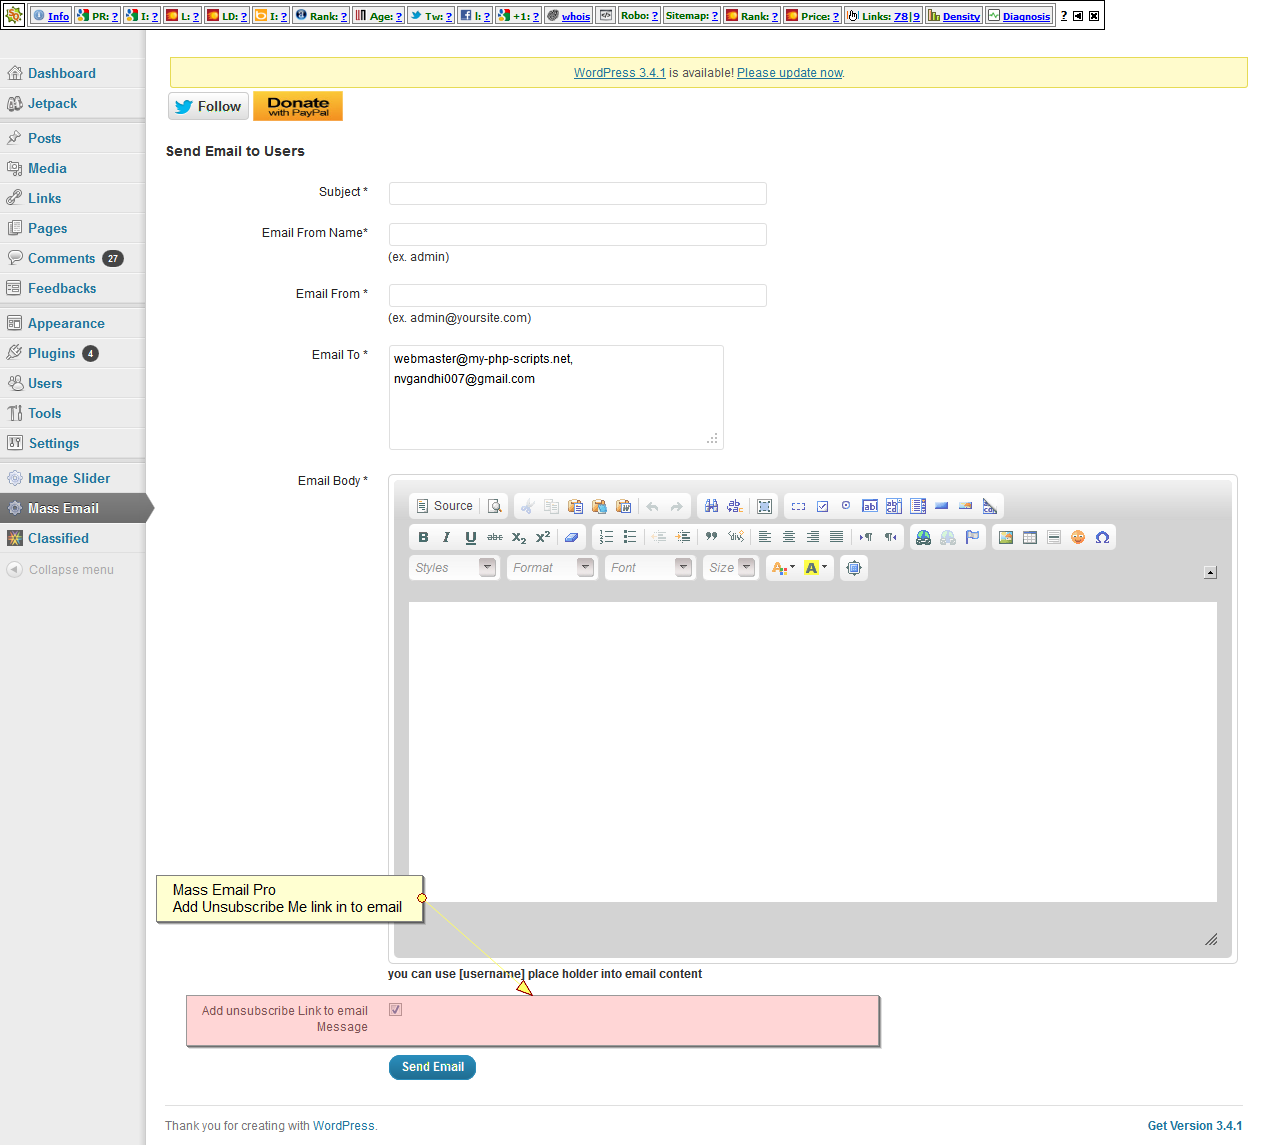 Info PR: ? I: ? L: ? LD: ? I: ? Rank: ? Age: ? Tw: ? l: ? +1: ? whois Robo: ? Sitemap: ? Rank: ? Price: ? Links: 78|9 Density Diagnosis ?
WordPress 3.4.1 is available! Please update now.
Follow
Donate
with PayPal
Dashboard
Jetpack
Posts
Media
Links
Pages
Comments 27
Feedbacks
Appearance
Plugins 4
Users
Tools
Settings
Image Slider
Mass Email
Classified
Collapse menu
Send Email to Users
Subject *
Email From Name*
(ex. admin)
Email From *
(ex. admin@yoursite.com)
Email To *
webmaster@my-php-scripts.net,
nvgandhi007@gmail.com
Email Body *
Source
B I U abc X2 X2
Styles Format Font Size A A
Mass Email Pro
Add Unsubscribe Me link in to email
you can use [username] place holder into email content
Add unsubscribe Link to email
Message
Send Email
Thank you for creating with WordPress.
Get Version 3.4.1